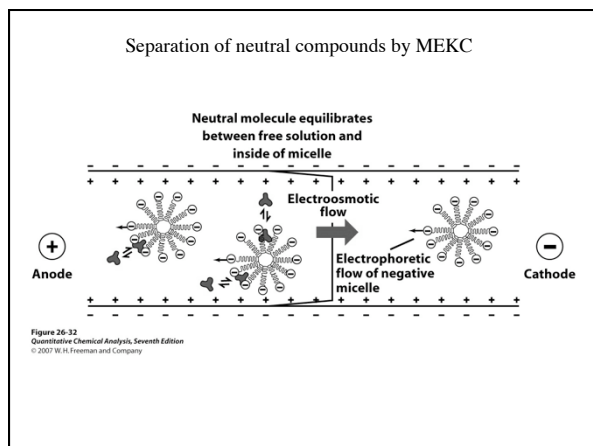 Separation of neutral compounds by MEKC
Neutral molecule equilibrates
between free solution and
inside of micelle
− − − − − − − − − − − − − −
+ + + + + + + + + + + + + +
Electroosmotic
flow
+
Anode
−
Cathode
Electrophoretic
flow of negative
micelle
+ + + + + + + + + + + + + +
− − − − − − − − − − − − − −
Figure 26-32
Quantitative Chemical Analysis, Seventh Edition
© 2007 W.H. Freeman and Company